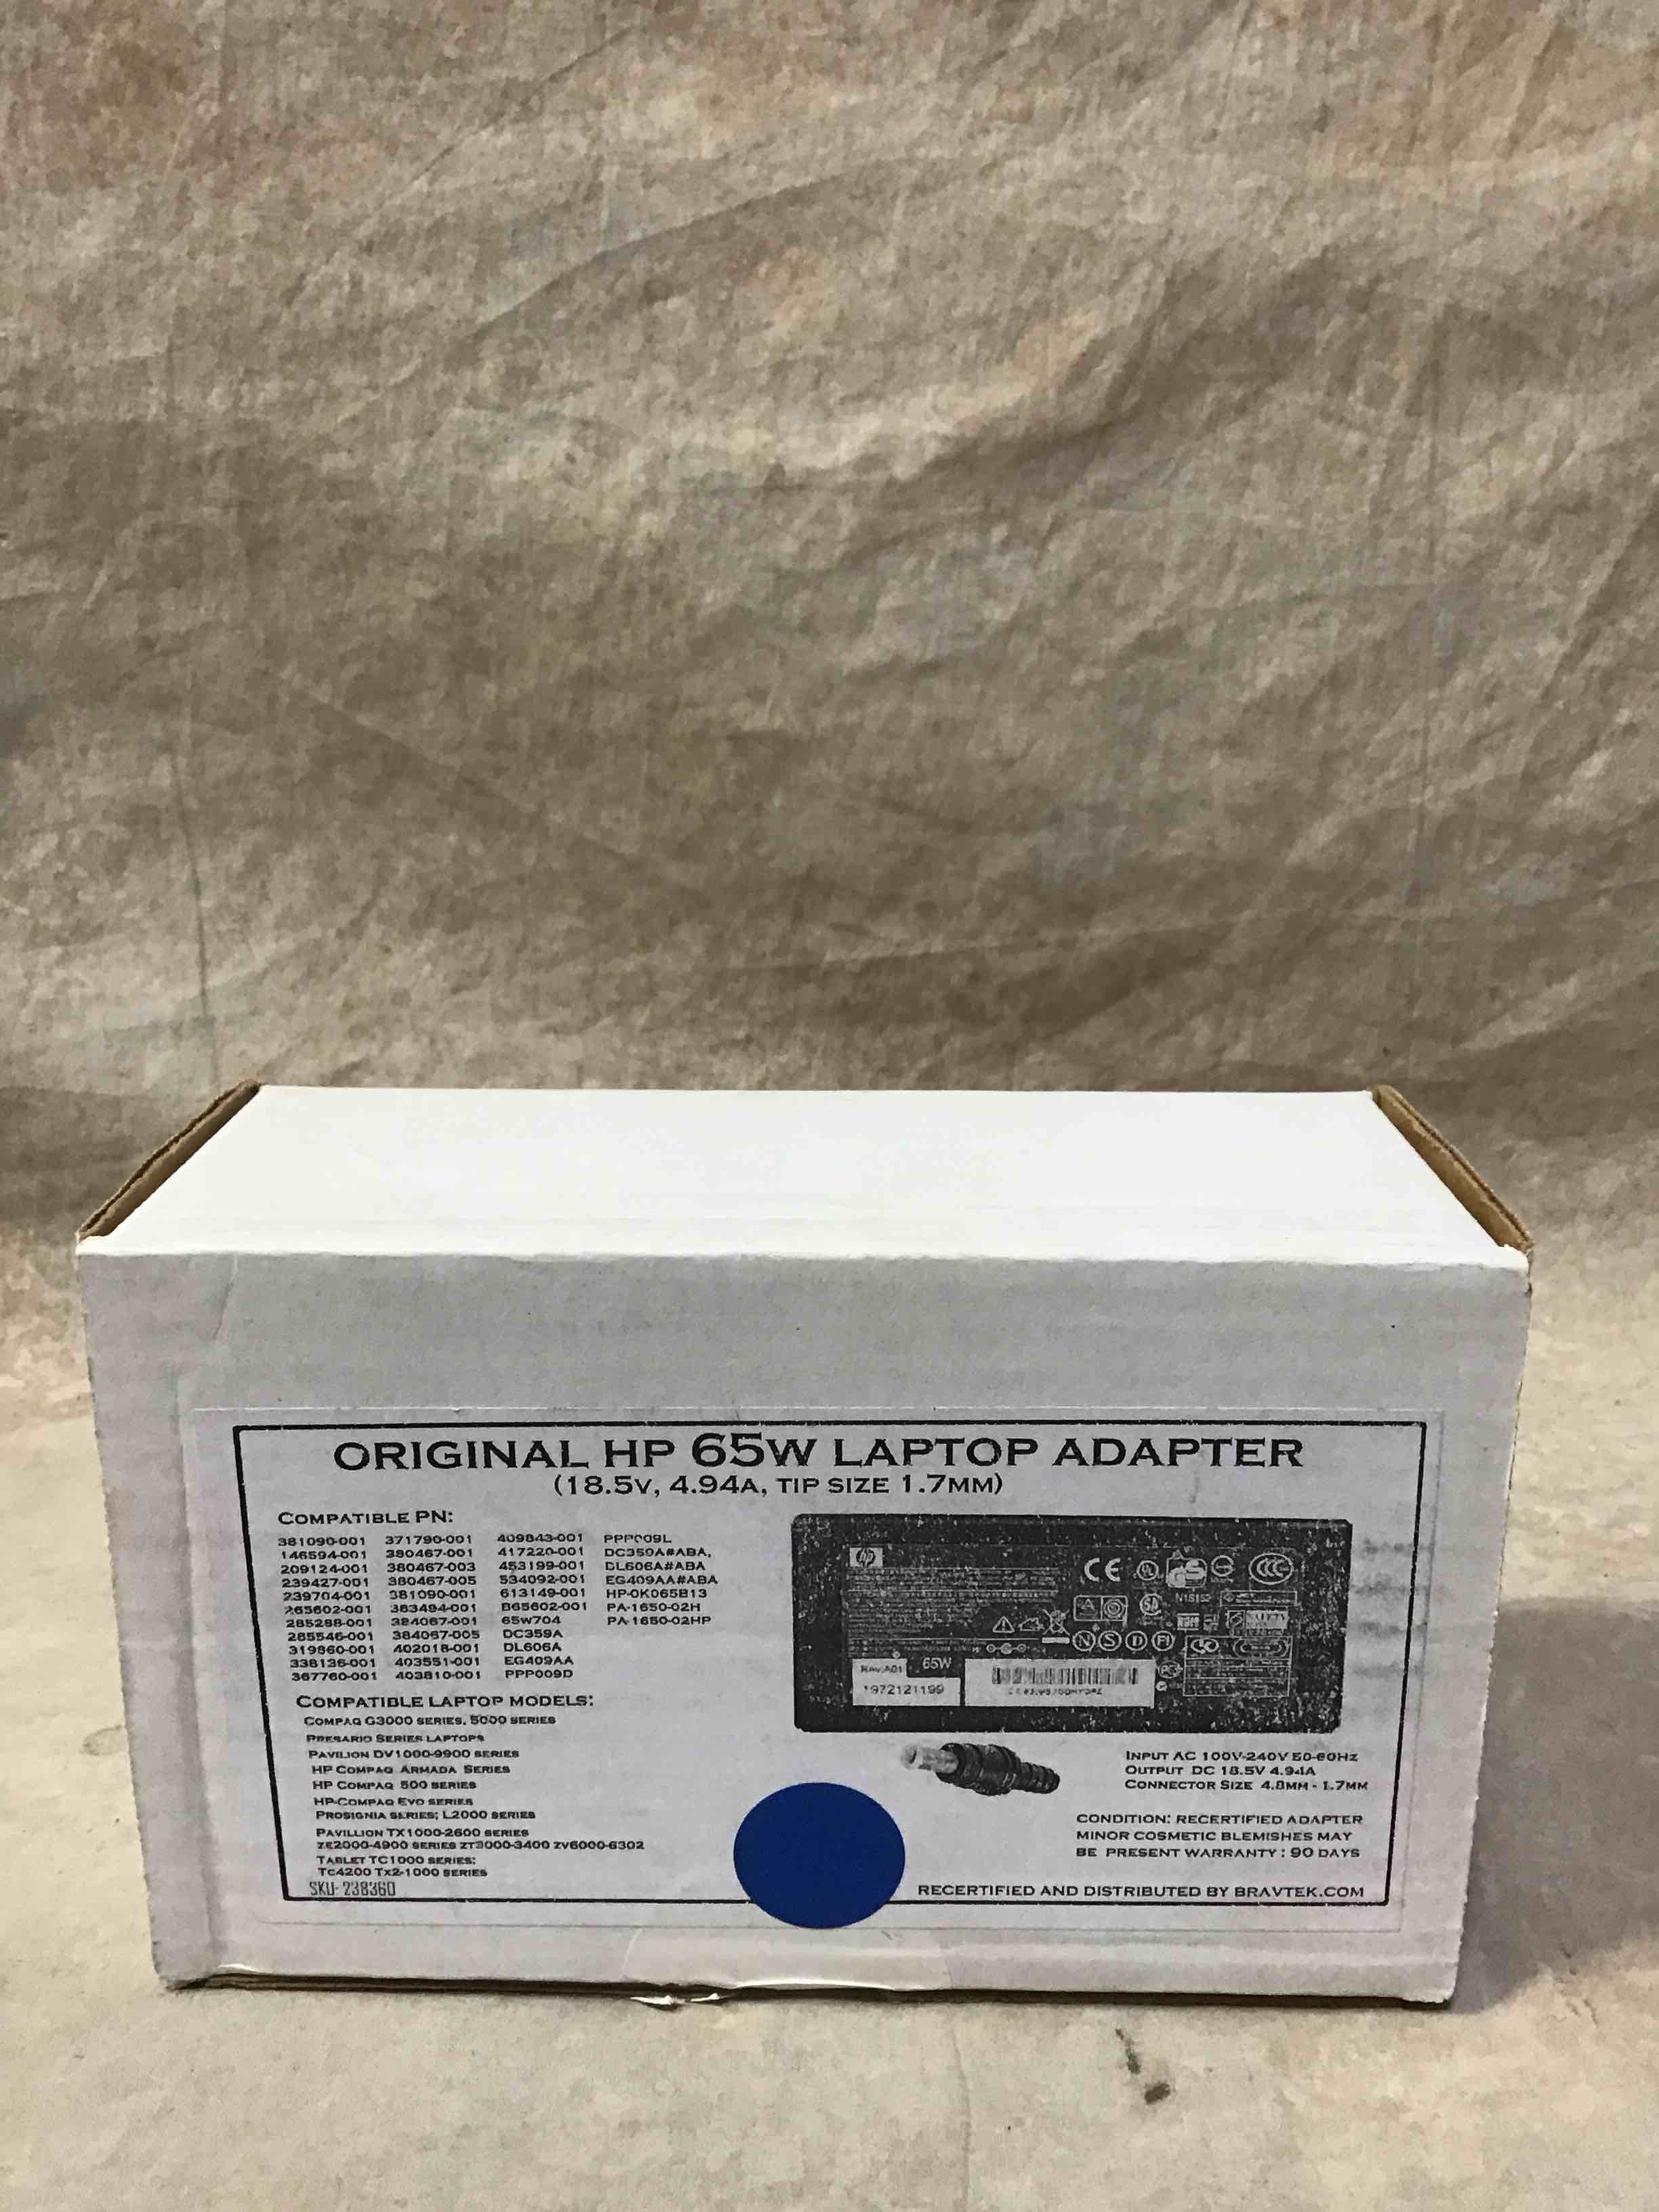 ORIGINAL HP 65W LAPTOP ADAPTER
(18.5V, 4.94A, TIP SIZE 1.7MM)
COMPATIBLE PN:
381090-001 371790-001 409843-001 PPP009L
146594-001 380467-001 417220-001 DC359A#ABA,
209124-001 380467-003 453199-001 DL606A#ABA
239427-001 380467-005 534092-001 EG409AA#ABA
239704-001 381090-001 613149-001 HP-OK065B13
265602-001 383494-001 B65602-001 PA-1650-02H
285288-001 384067-001 65W704 PA-1650-02HP
285546-001 384067-005 DC359A
319860-001 402018-001 DL606A
338136-001 403551-001 EG409AA
367760-001 403810-001 PPP009D
COMPATIBLE LAPTOP MODELS:
COMPAQ G3000 SERIES, 5000 SERIES
PRESARIO SERIES LAPTOPS
PAVILION DV1000-9900 SERIES
HP COMPAQ ARMADA SERIES
HP COMPAQ 500 SERIES
HP-COMPAQ EVO SERIES
PROSIGNIA SERIES; L2000 SERIES
PAVILLION TX1000-2600 SERIES
ZE2000-4900 SERIES ZT3000-3400 ZV6000-6302
TABLET TC1000 SERIES:
TC4200 TX2-1000 SERIES
SKU- 238360
hp
CE
N18152
N S D FI
65W
Rev:A01
1972121199
INPUT AC 100V-240V 50-60HZ
OUTPUT DC 18.5V 4.94A
CONNECTOR SIZE 4.8MM - 1.7MM
CONDITION: RECERTIFIED ADAPTER
MINOR COSMETIC BLEMISHES MAY
BE PRESENT WARRANTY : 90 DAYS
RECERTIFIED AND DISTRIBUTED BY BRAVTEK.COM